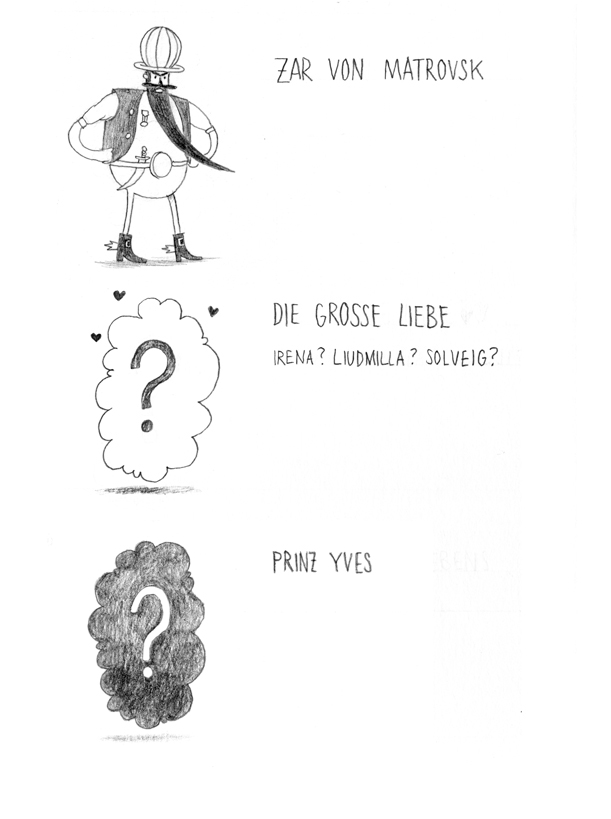 ZAR VON MATROVSK
DIE GROSSE LIEBE
IRENA? LIUDMILLA? SOLVEIG?
?
PRINZ YVES
?